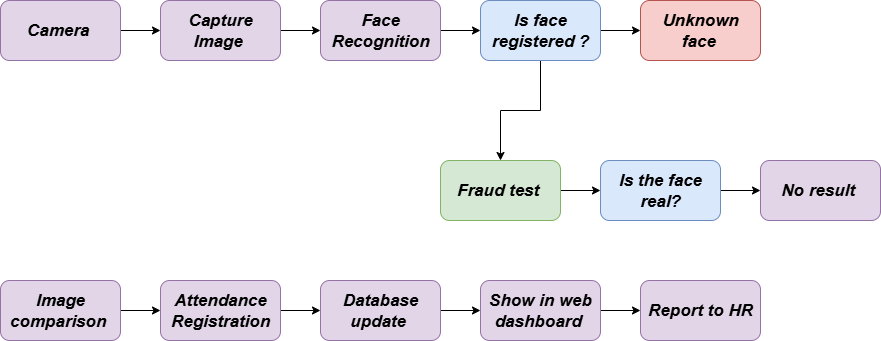 Camera
Capture
Image
Face
Recognition
Is face
registered ?
Unknown
face
Fraud test
Is the face
real?
No result
Image
comparison
Attendance
Registration
Database
update
Show in web
dashboard
Report to HR